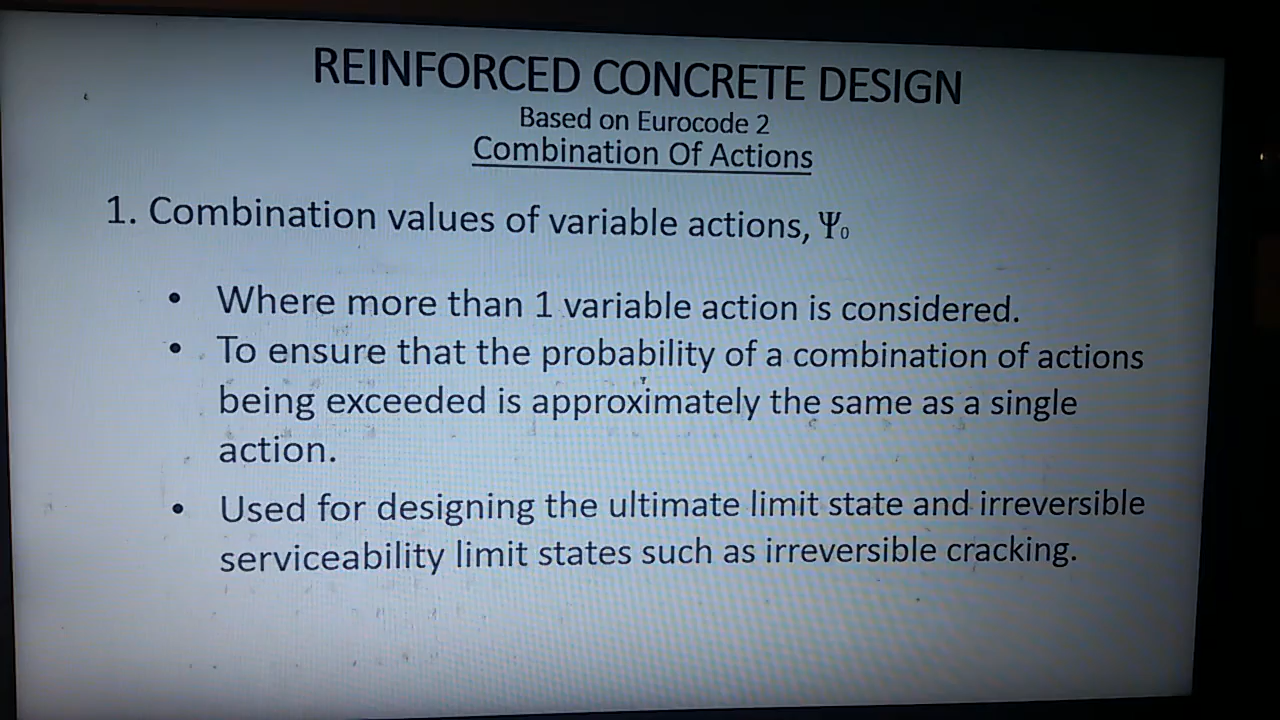 REINFORCED CONCRETE DESIGN
Based on Eurocode 2
Combination Of Actions
1. Combination values of variable actions, Ψ₀
• Where more than 1 variable action is considered.
• To ensure that the probability of a combination of actions
being exceeded is approximately the same as a single
action.
• Used for designing the ultimate limit state and irreversible
serviceability limit states such as irreversible cracking.